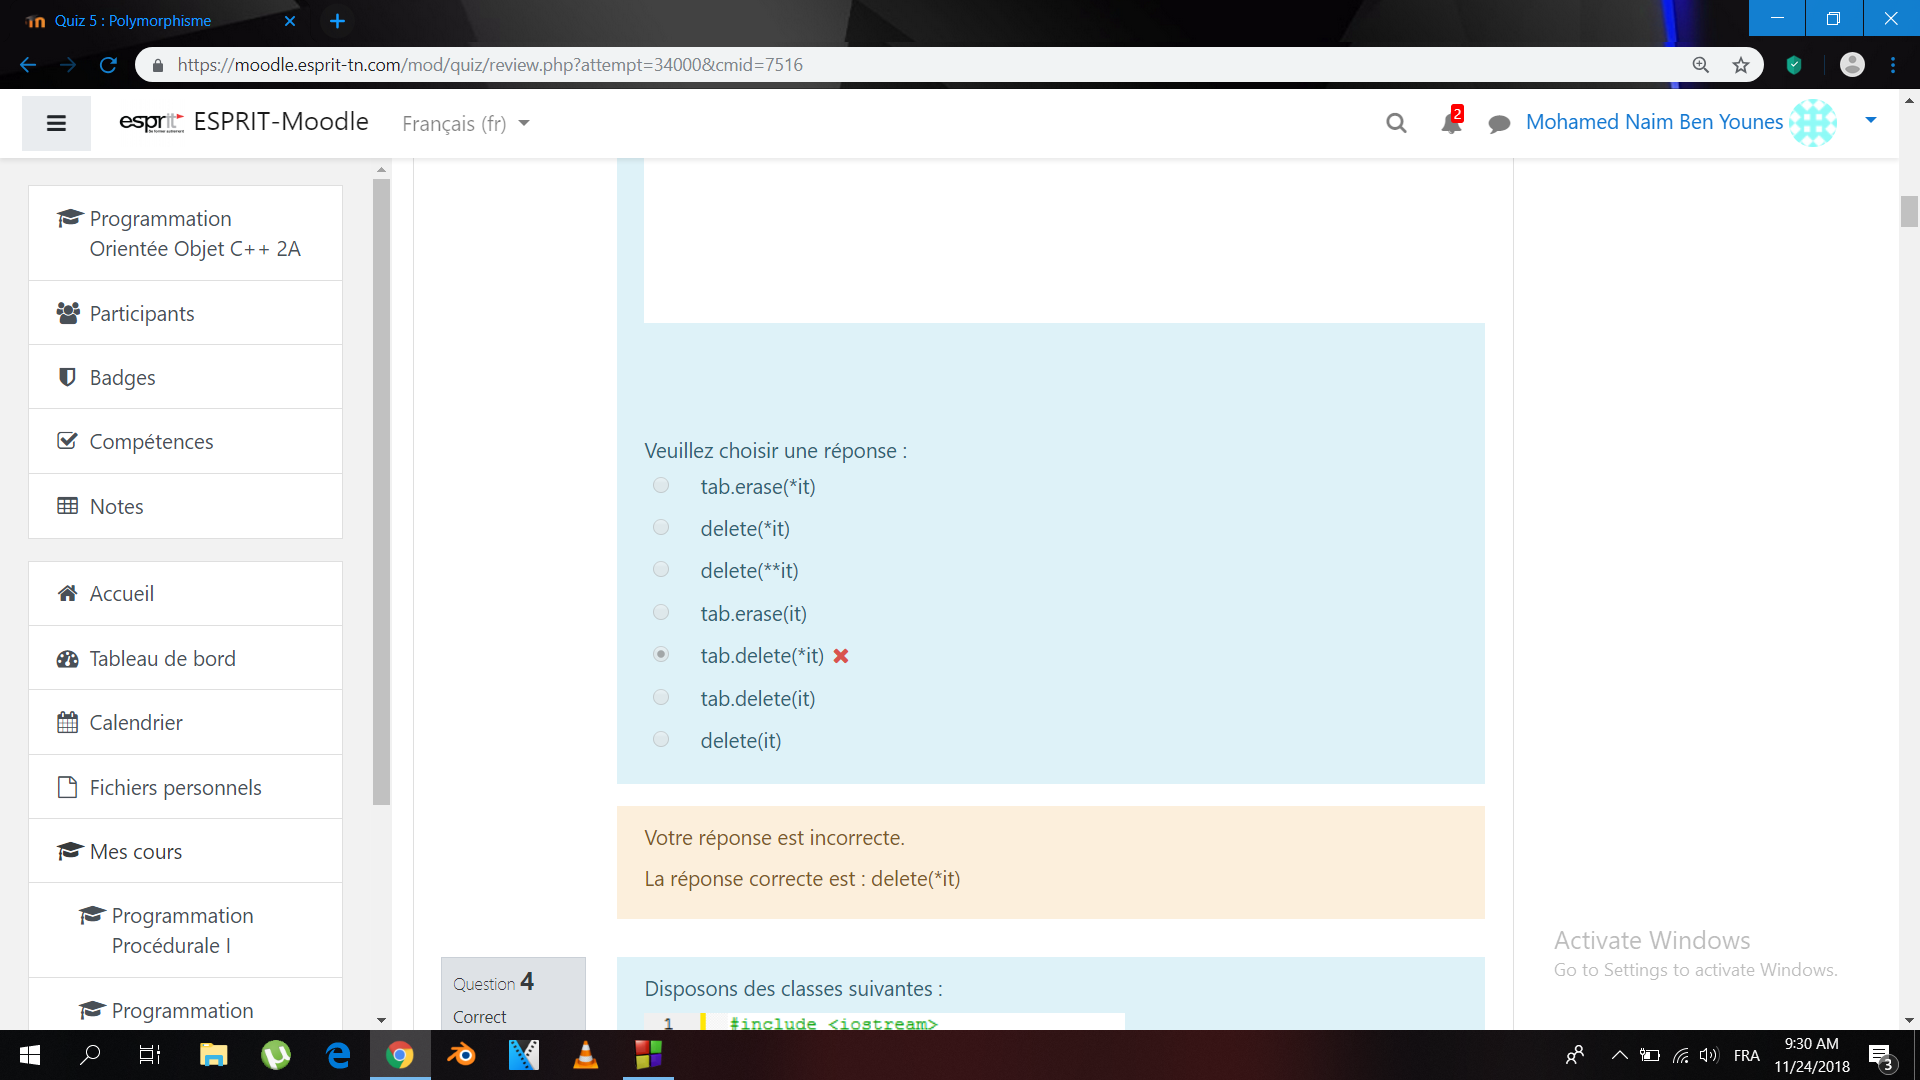 Quiz 5 : Polymorphisme
https://moodle.esprit-tn.com/mod/quiz/review.php?attempt=34000&cmid=7516
esprit ESPRIT-Moodle
Français (fr)
2
Mohamed Naim Ben Younes
Programmation
Orientée Objet C++ 2A
Participants
Badges
Compétences
Notes
Accueil
Tableau de bord
Calendrier
Fichiers personnels
Mes cours
Programmation
Procédurale I
Programmation
Veuillez choisir une réponse :
tab.erase(*it)
delete(*it)
delete(**it)
tab.erase(it)
tab.delete(*it)
tab.delete(it)
delete(it)
Votre réponse est incorrecte.
La réponse correcte est : delete(*it)
Question 4
Correct
Disposons des classes suivantes :
1 #include <iostream>
Activate Windows
Go to Settings to activate Windows.
FRA
9:30 AM
11/24/2018
3